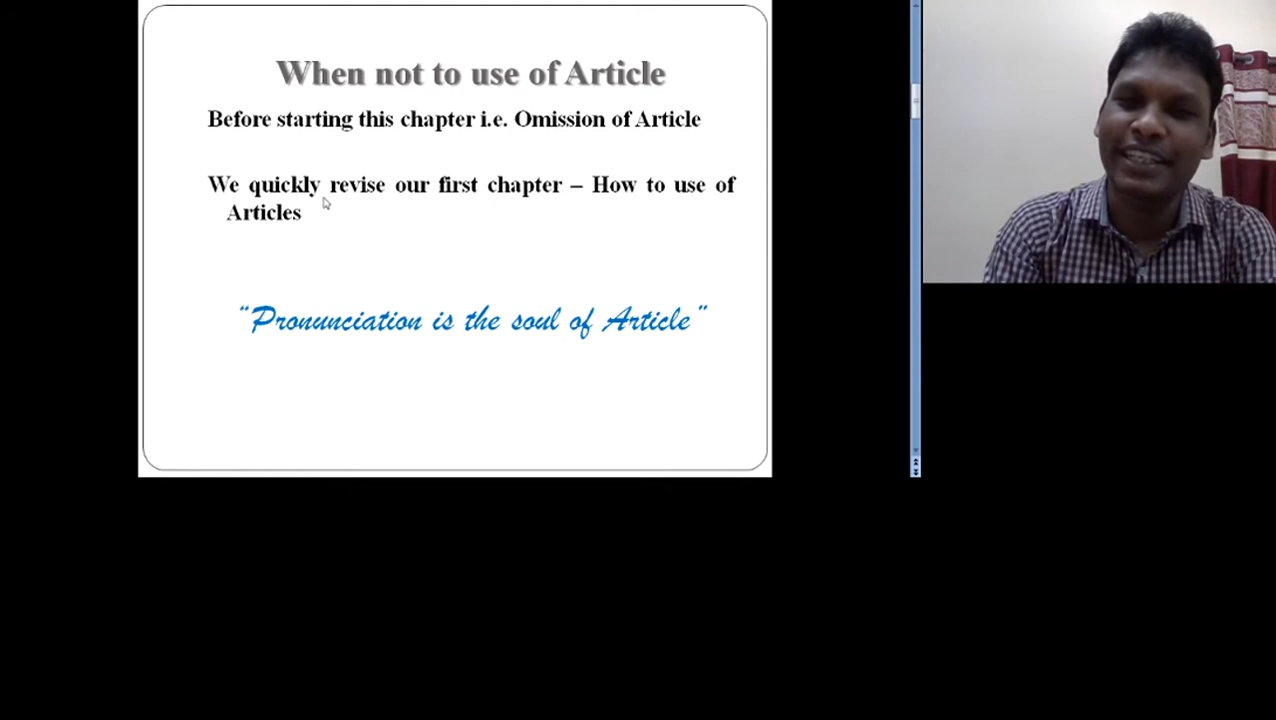 When not to use of Article
Before starting this chapter i.e. Omission of Article
We quickly revise our first chapter – How to use of
Articles
“Pronunciation is the soul of Article”